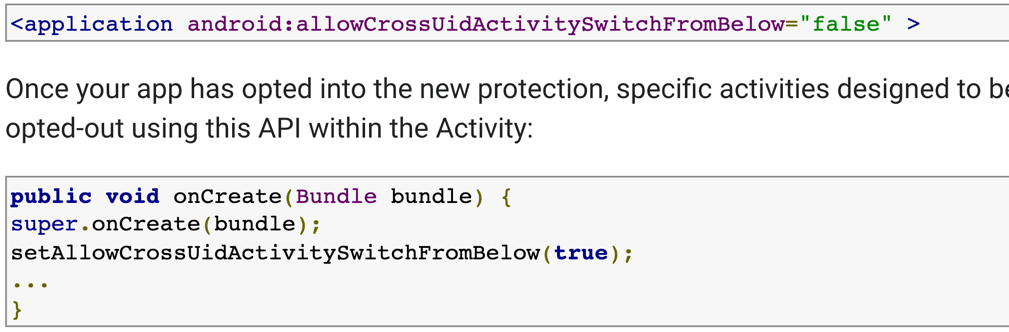 <application android:allowCrossUidActivitySwitchFromBelow="false" >
Once your app has opted into the new protection, specific activities designed to
opted-out using this API within the Activity:
public void onCreate(Bundle bundle) {
super.onCreate(bundle);
setAllowCrossUidActivitySwitchFromBelow(true);
...
}